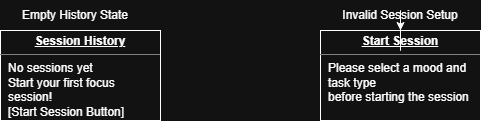 Empty History State
Session History
No sessions yet
Start your first focus
session!
[Start Session Button]
Invalid Session Setup
Start Session
Please select a mood and
task type
before starting the session